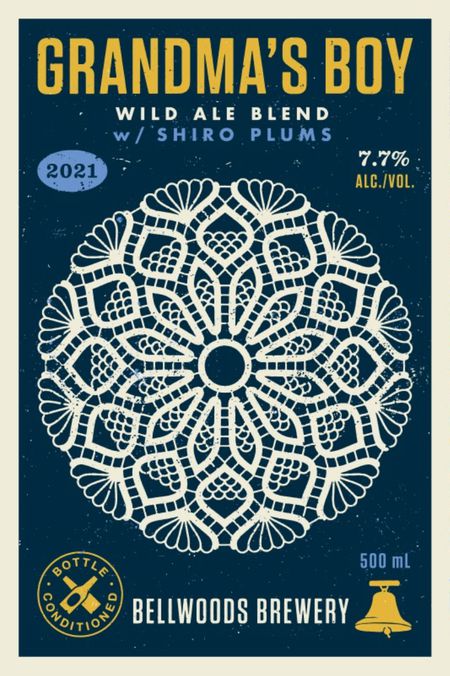 GRANDMA'S BOY
WILD ALE BLEND
w/ SHIRO PLUMS
2021
7.7%
ALC./VOL.
500 mL
BOTTLE CONDITIONED
BELLWOODS BREWERY